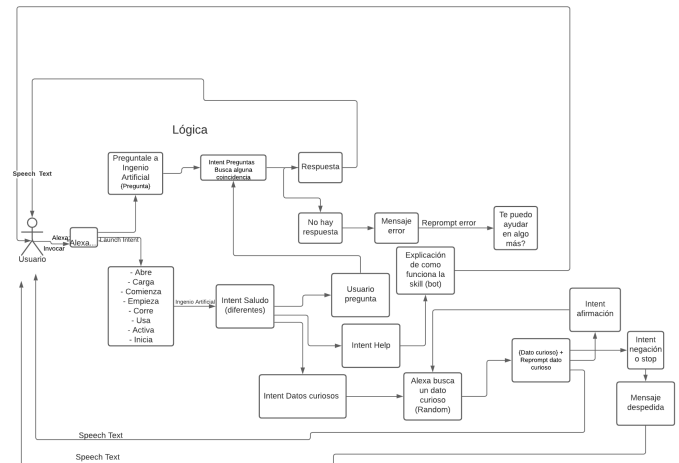 Lógica
Preguntale a
Ingenio
Artificial
(Pregunta)
Intent Preguntas
Busca alguna
coincidencia
Respuesta
Speech Text
No hay
respuesta
Mensaje
error
Reprompt error
Te puedo
ayudar
en algo
más?
Alexa
Invocar
Alexa...
Launch Intent
Usuario
Explicación
de como
funciona la
skill (bot)
- Abre
- Carga
- Comienza
- Empieza
- Corre
- Usa
- Activa
- Inicia
Ingenio Artificial
Intent Saludo
(diferentes)
Usuario
pregunta
Intent Help
Intent
afirmación
Intent Datos curiosos
Alexa busca
un dato
curioso
(Random)
{Dato curioso} +
Reprompt dato
curioso
Intent
negación
o stop
Mensaje
despedida
Speech Text
Speech Text